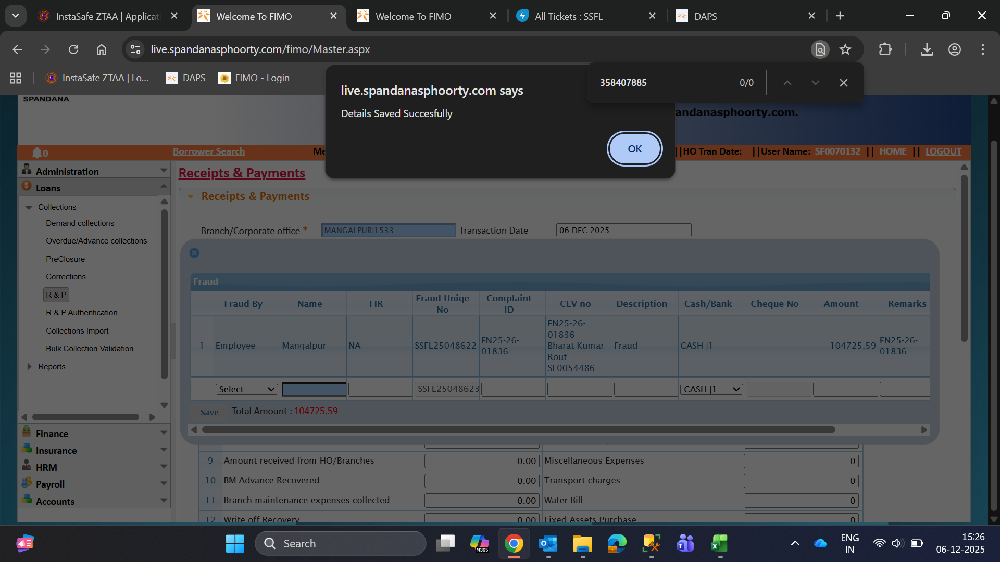 InstaSafe ZTAA | Applicati
Welcome To FIMO
Welcome To FIMO
All Tickets : SSFL
DAPS
live.spandanasphoorty.com/fimo/Master.aspx
InstaSafe ZTAA | Lo...
DAPS
FIMO - Login
358407885
0/0
live.spandanasphoorty.com says
Details Saved Succesfully
OK
SPANDANA
andanasphoorty.com.
0
Borrower Search
Me
||HO Tran Date: ||User Name: SF0070132 || HOME || LOGOUT
Administration
Loans
Collections
Demand collections
Overdue/Advance collections
PreClosure
Corrections
R & P
R & P Authentication
Collections Import
Bulk Collection Validation
Reports
Finance
Insurance
HRM
Payroll
Accounts
Receipts & Payments
Receipts & Payments
Branch/Corporate office *
MANGALPUR|1533
Transaction Date
06-DEC-2025
Fraud
Fraud By
Name
FIR
Fraud Uniqe
No
Complaint
ID
CLV no
Description
Cash/Bank
Cheque No
Amount
Remarks
1
Employee
Mangalpur
NA
SSFL25048622
FN25-26-
01836
FN25-26-
01836----
Bharat Kumar
Rout----
SF0054486
Fraud
CASH |1
104725.59
FN25-26-
01836
Select
SSFL25048623
CASH |1
Save
Total Amount : 104725.59
9 Amount received from HO/Branches 0.00 Miscellaneous Expenses 0
10 BM Advance Recovered 0.00 Transport charges 0
11 Branch maintenance expenses collected 0.00 Water Bill 0
12 Write-off Recovery 0.00 Fixed Assets Purchase 0
Search
M365
ENG
IN
15:26
06-12-2025